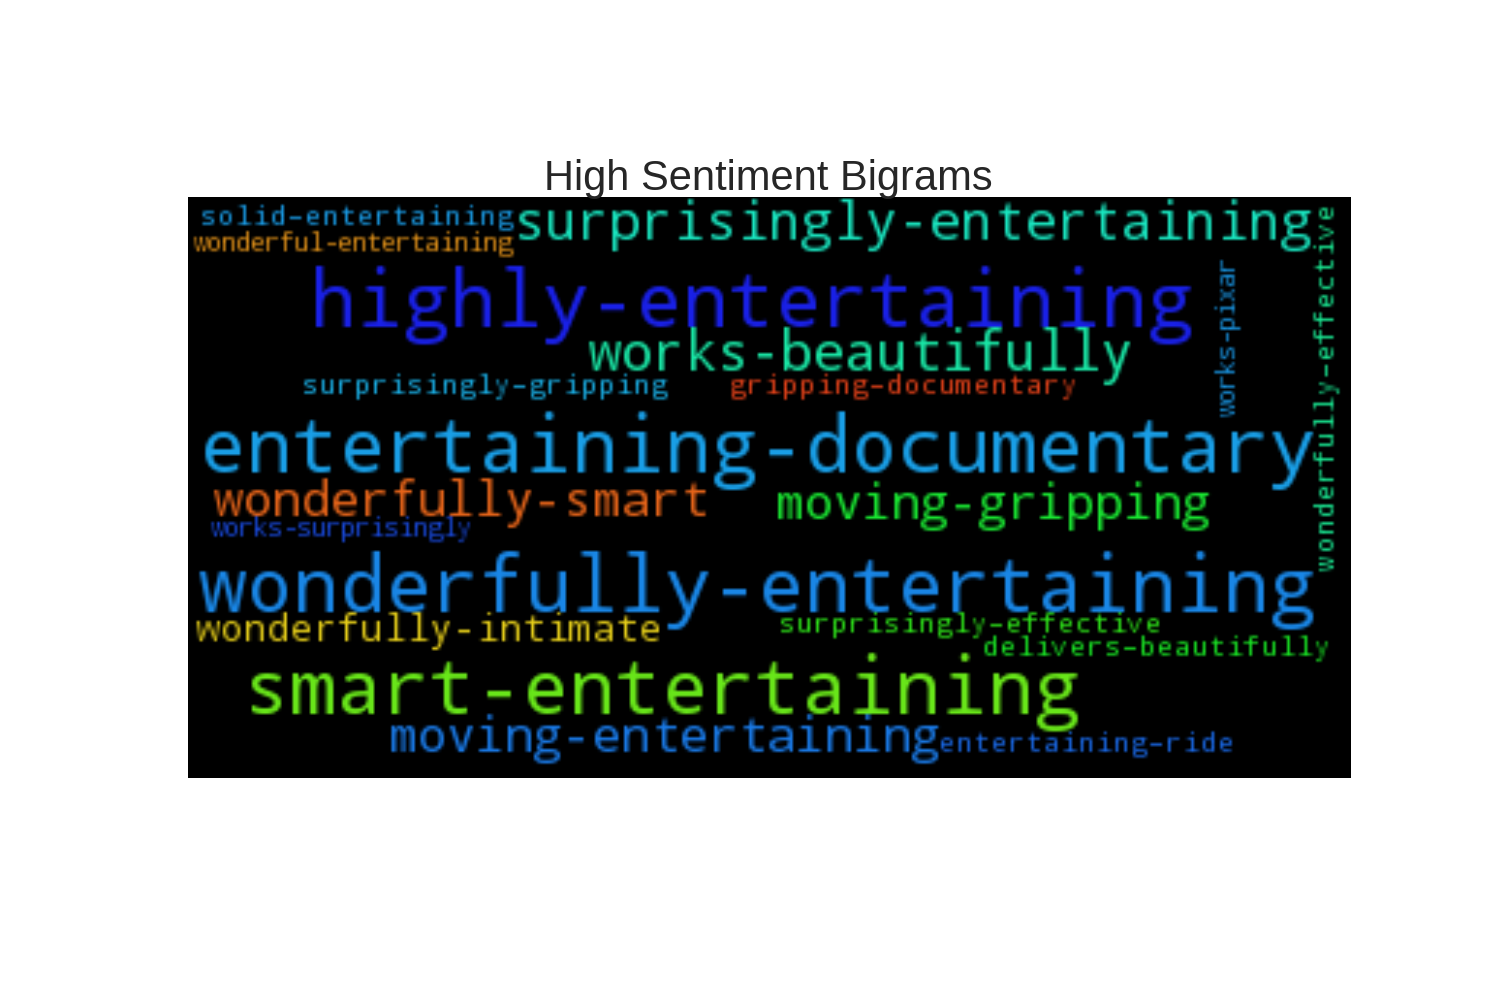 High Sentiment Bigrams
solid-entertaining
surprisingly-entertaining
wonderful-entertaining
highly-entertaining
works-pixar
wonderfully-effective
works-beautifully
surprisingly-gripping
gripping-documentary
entertaining-documentary
wonderfully-smart
moving-gripping
works-surprisingly
wonderfully-entertaining
wonderfully-intimate
surprisingly-effective
delivers-beautifully
smart-entertaining
moving-entertaining
entertaining-ride